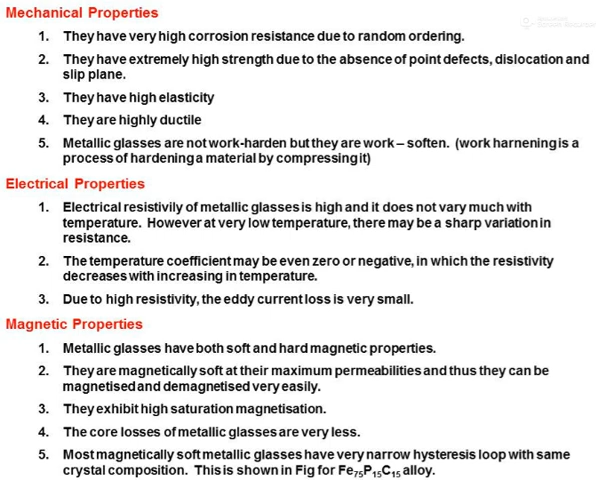 Mechanical Properties
1. They have very high corrosion resistance due to random ordering.
2. They have extremely high strength due to the absence of point defects, dislocation and
slip plane.
3. They have high elasticity
4. They are highly ductile
5. Metallic glasses are not work-harden but they are work – soften. (work harnening is a
process of hardening a material by compressing it)
Electrical Properties
1. Electrical resistivily of metallic glasses is high and it does not vary much with
temperature. However at very low temperature, there may be a sharp variation in
resistance.
2. The temperature coefficient may be even zero or negative, in which the resistivity
decreases with increasing in temperature.
3. Due to high resistivity, the eddy current loss is very small.
Magnetic Properties
1. Metallic glasses have both soft and hard magnetic properties.
2. They are magnetically soft at their maximum permeabilities and thus they can be
magnetised and demagnetised very easily.
3. They exhibit high saturation magnetisation.
4. The core losses of metallic glasses are very less.
5. Most magnetically soft metallic glasses have very narrow hysteresis loop with same
crystal composition. This is shown in Fig for Fe₇₅P₁₅C₁₅ alloy.